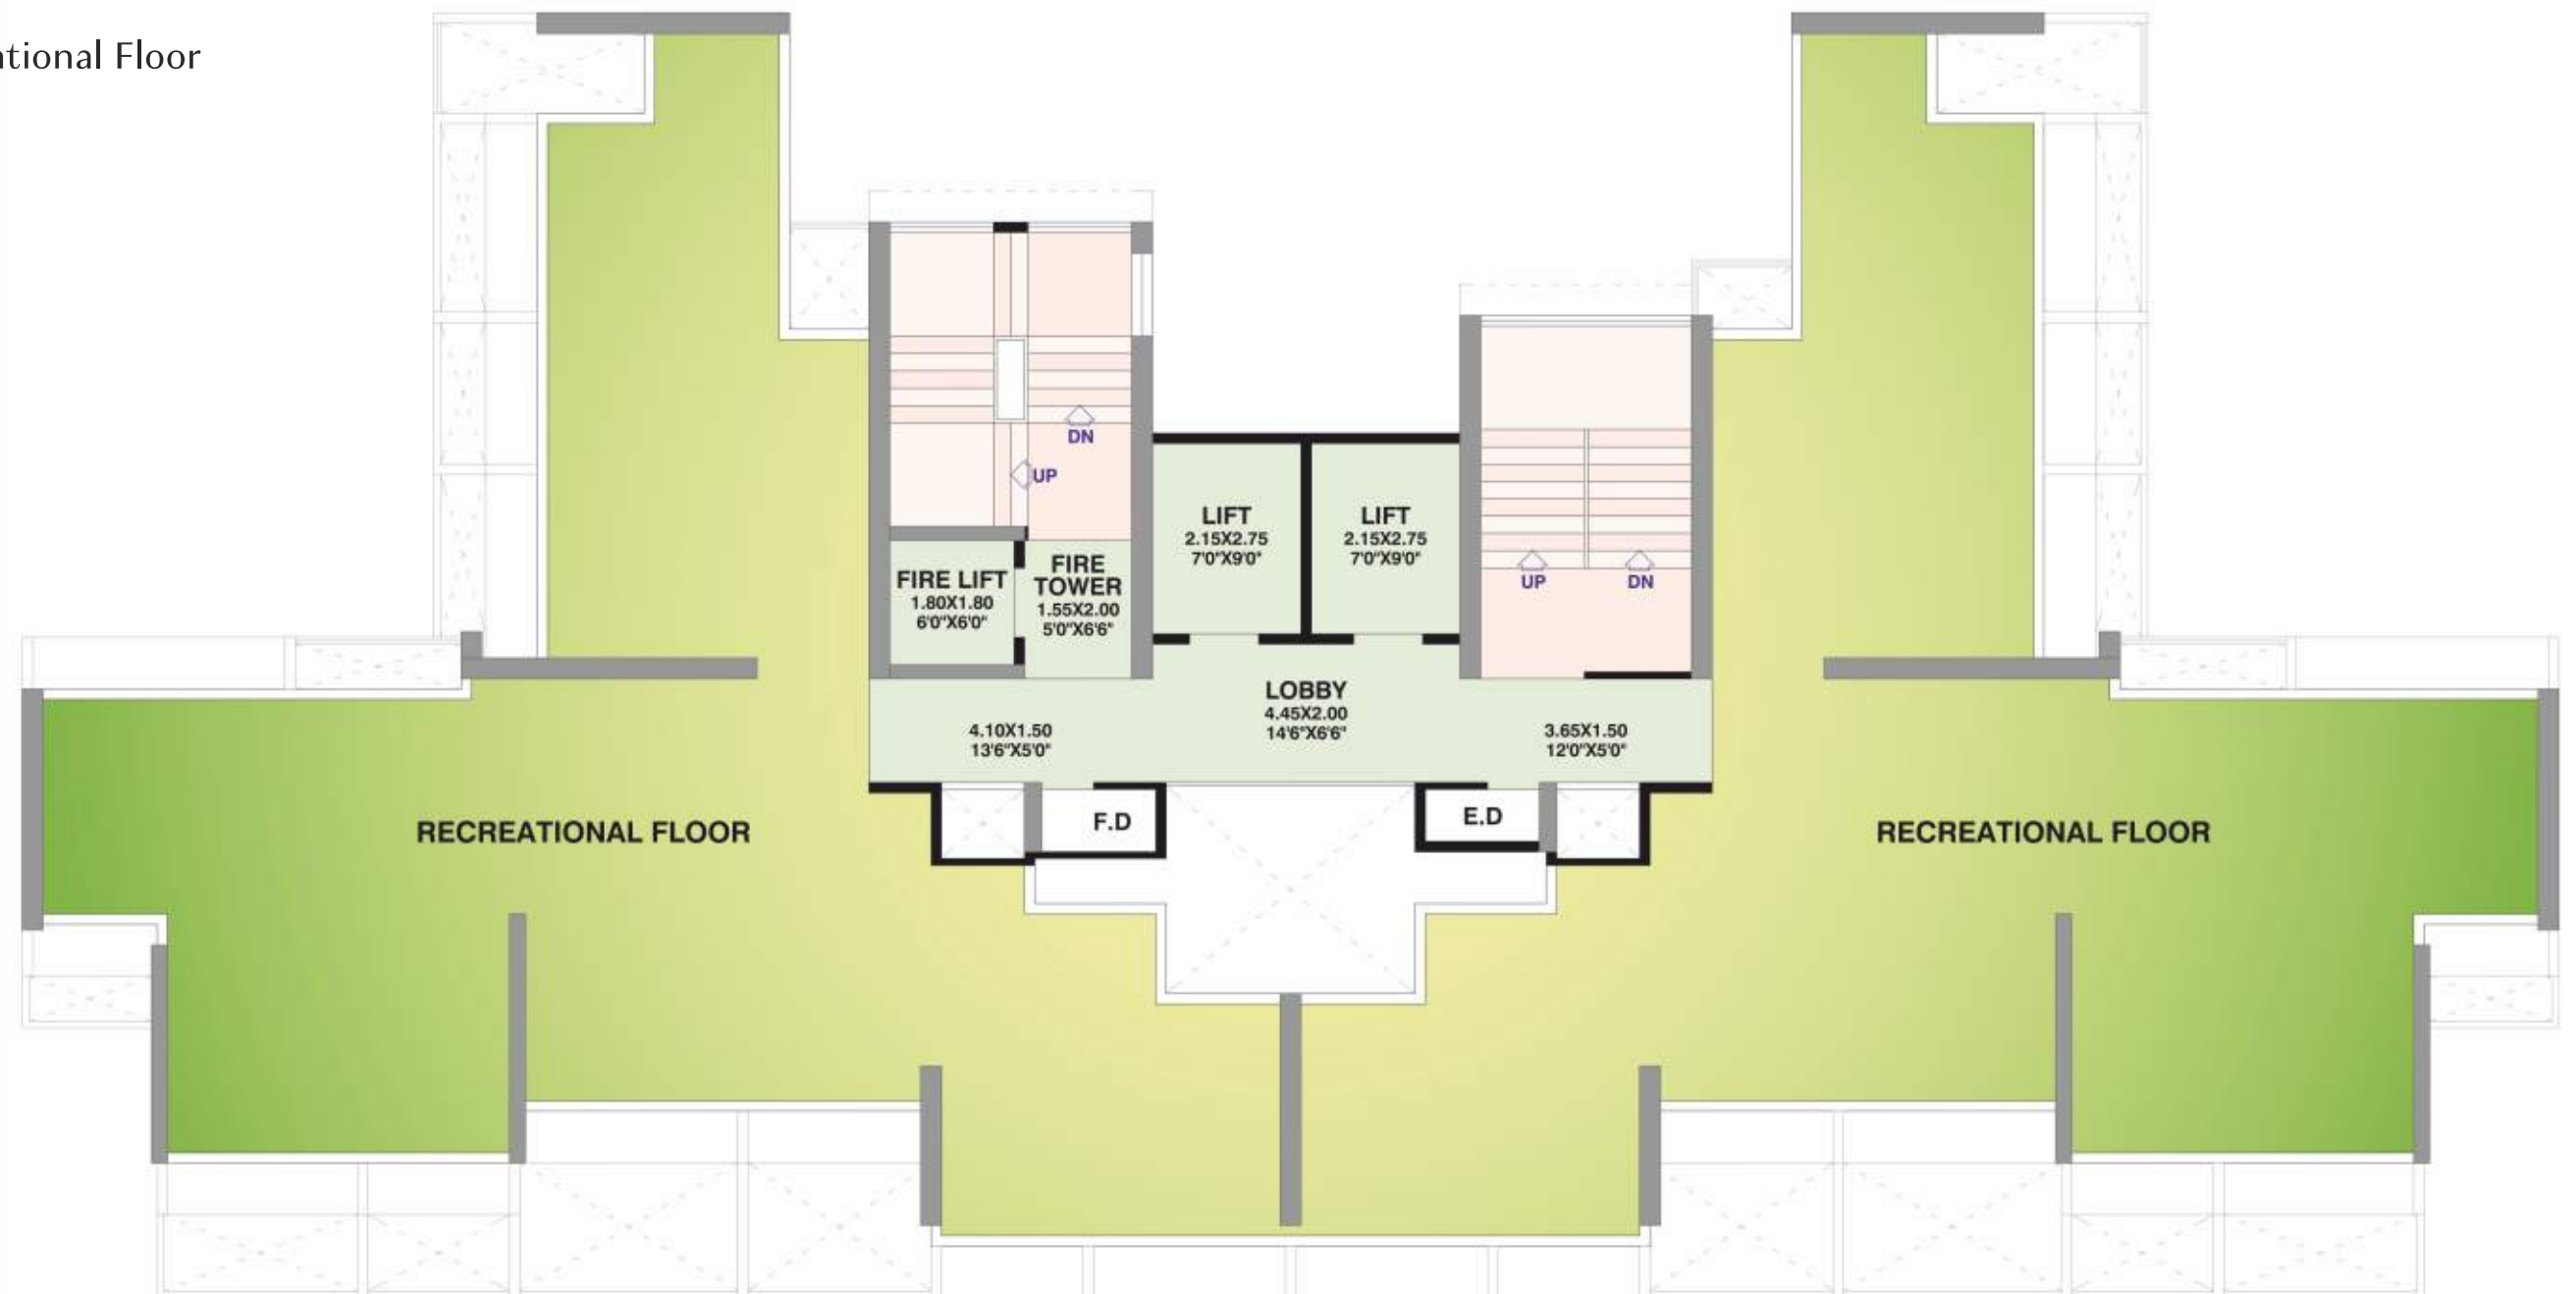 ational Floor
DN
UP
FIRE LIFT
1.80X1.80
6'0"X6'0"
FIRE
TOWER
1.55X2.00
5'0"X6'6"
LIFT
2.15X2.75
7'0"X9'0"
LIFT
2.15X2.75
7'0"X9'0"
UP
DN
4.10X1.50
13'6"X5'0"
LOBBY
4.45X2.00
14'6"X6'6"
3.65X1.50
12'0"X5'0"
RECREATIONAL FLOOR
F.D
E.D
RECREATIONAL FLOOR